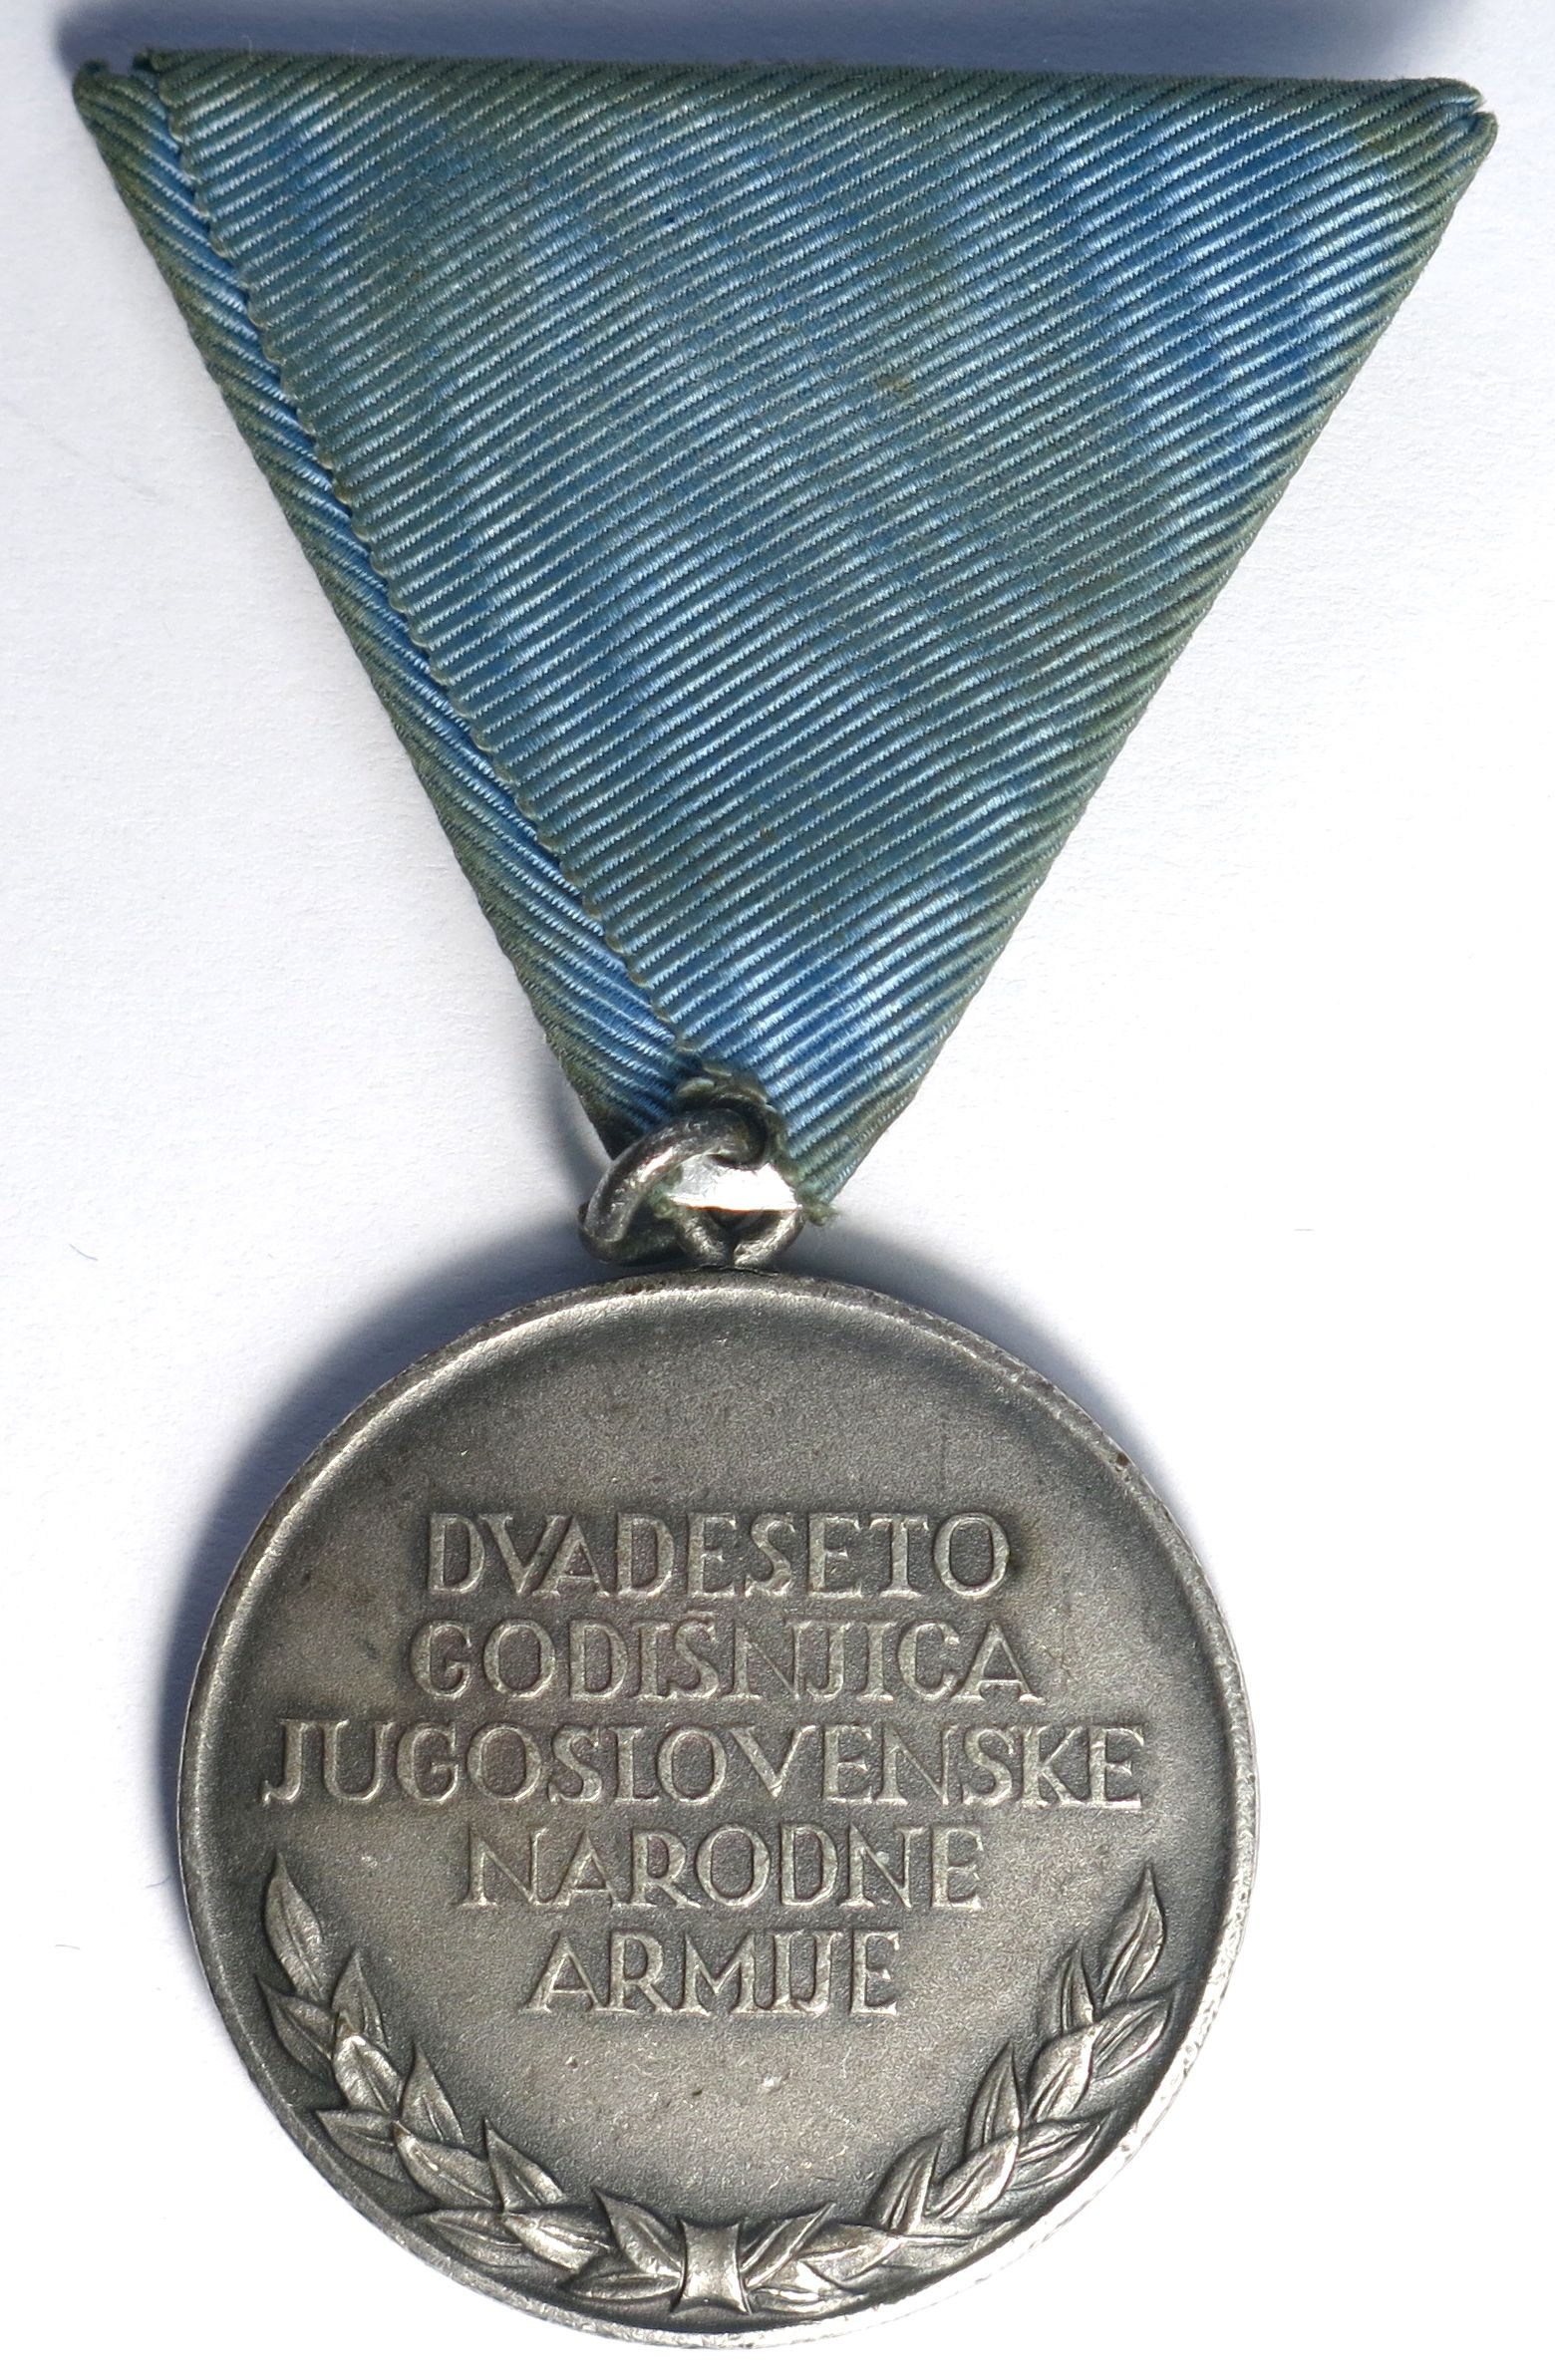 DVADESETO
GODIŠNJICA
JUGOSLOVENSKE
NARODNE
ARMIJE